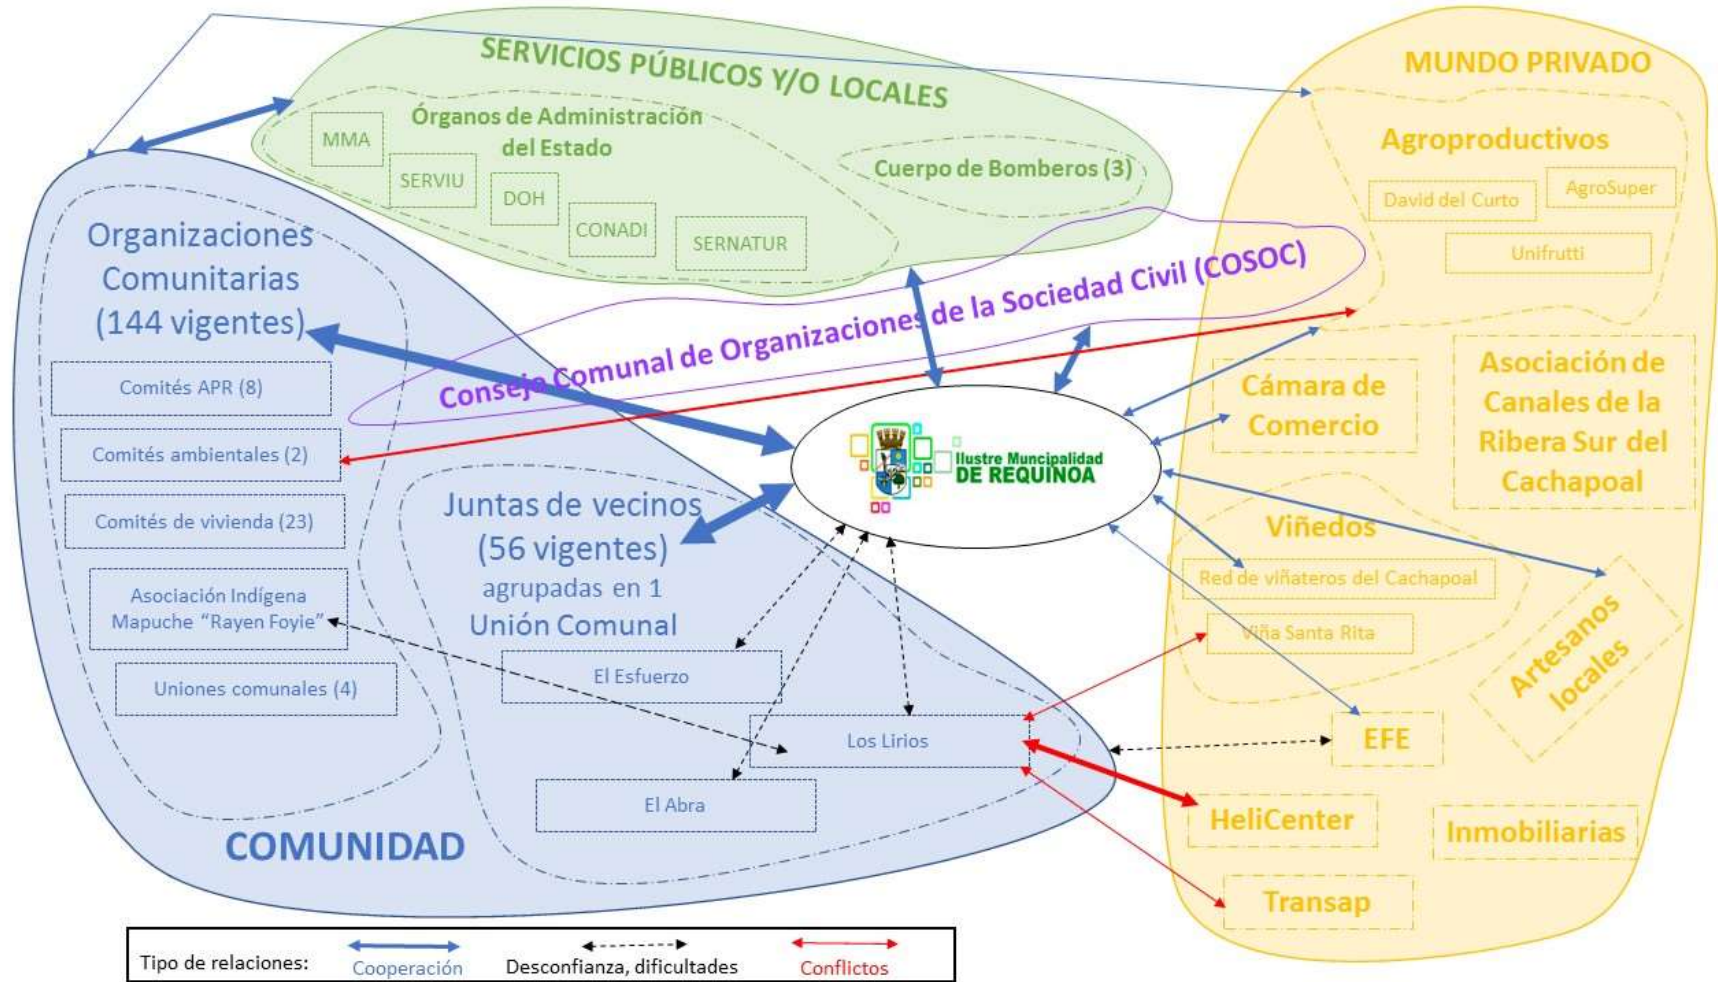 SERVICIOS PÚBLICOS Y/O LOCALES
Órganos de Administración
del Estado
MMA
SERVIU
DOH
CONADI
SERNATUR
Cuerpo de Bomberos (3)
MUNDO PRIVADO
Agroproductivos
David del Curto
AgroSuper
Unifrutti
Consejo Comunal de Organizaciones de la Sociedad Civil (COSOC)
Organizaciones
Comunitarias
(144 vigentes)
Comités APR (8)
Comités ambientales (2)
Comités de vivienda (23)
Asociación Indígena
Mapuche “Rayen Foyie”
Uniones comunales (4)
Juntas de vecinos
(56 vigentes)
agrupadas en 1
Unión Comunal
El Esfuerzo
Los Lirios
El Abra
COMUNIDAD
Ilustre Muncipalidad
DE REQUINOA
Cámara de
Comercio
Asociación de
Canales de la
Ribera Sur del
Cachapoal
Viñedos
Red de viñateros del Cachapoal
Viña Santa Rita
Artesanos
locales
EFE
HeliCenter
Inmobiliarias
Transap
Tipo de relaciones:
Cooperación
Desconfianza, dificultades
Conflictos